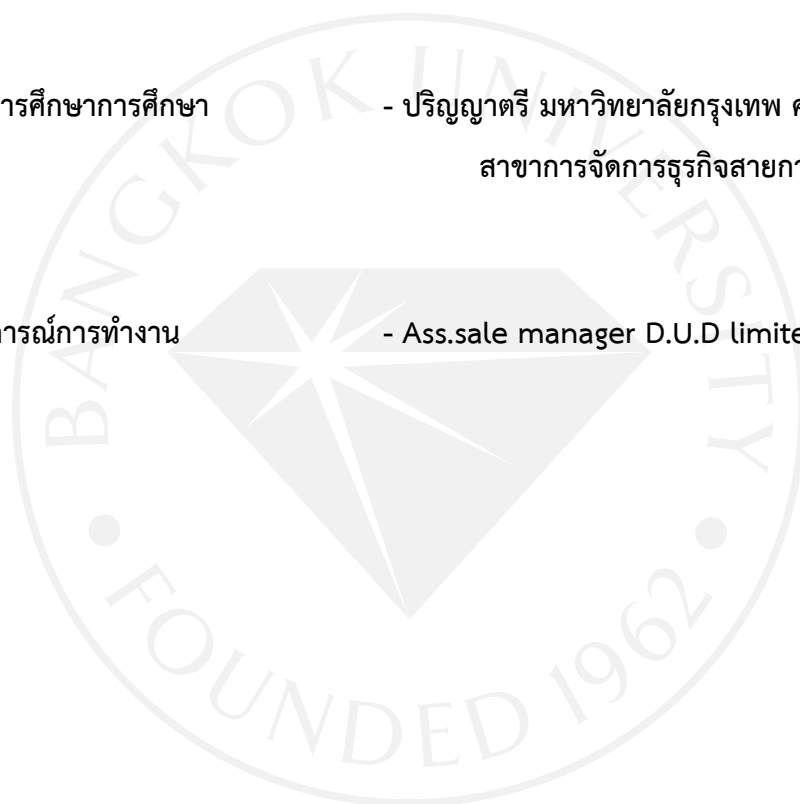 ารศึกษาการศึกษา - ปริญญาตรี มหาวิทยาลัยกรุงเทพ
สาขาการจัดการธุรกิจสายกา
ารณ์การทำงาน - Ass.sale manager D.U.D limite
BANGKOK UNIVERSITY
FOUNDED 1962